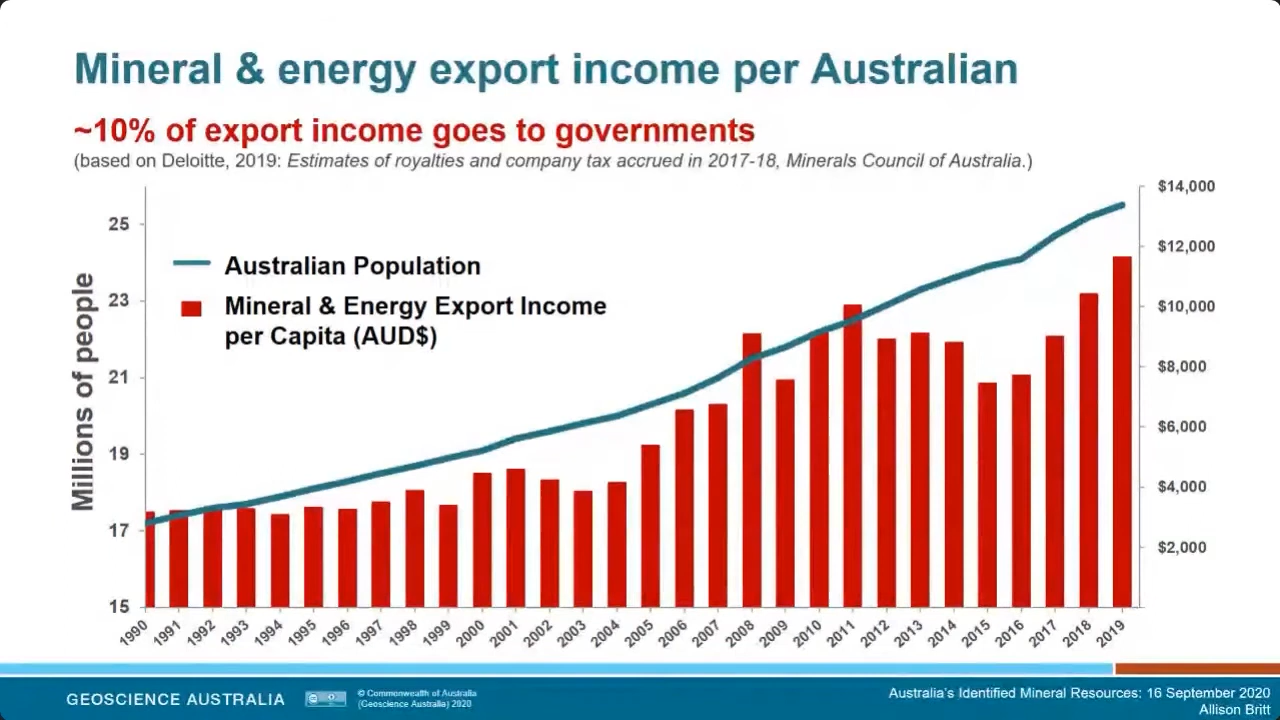 Mineral & energy export income per Australian
~10% of export income goes to governments
(based on Deloitte, 2019: Estimates of royalties and company tax accrued in 2017-18, Minerals Council of Australia.)
$14,000
25
$12,000
Australian Population
Mineral & Energy Export Income
per Capita (AUD$)
23
$10,000
Millions of people
21
$8,000
19
$6,000
$4,000
17
$2,000
15
1990 1991 1992 1993 1994 1995 1996 1997 1998 1999 2000 2001 2002 2003 2004 2005 2006 2007 2008 2009 2010 2011 2012 2013 2014 2015 2016 2017 2018 2019
GEOSCIENCE AUSTRALIA
© Commonwealth of Australia
(Geoscience Australia) 2020
Australia's Identified Mineral Resources: 16 September 2020
Allison Britt